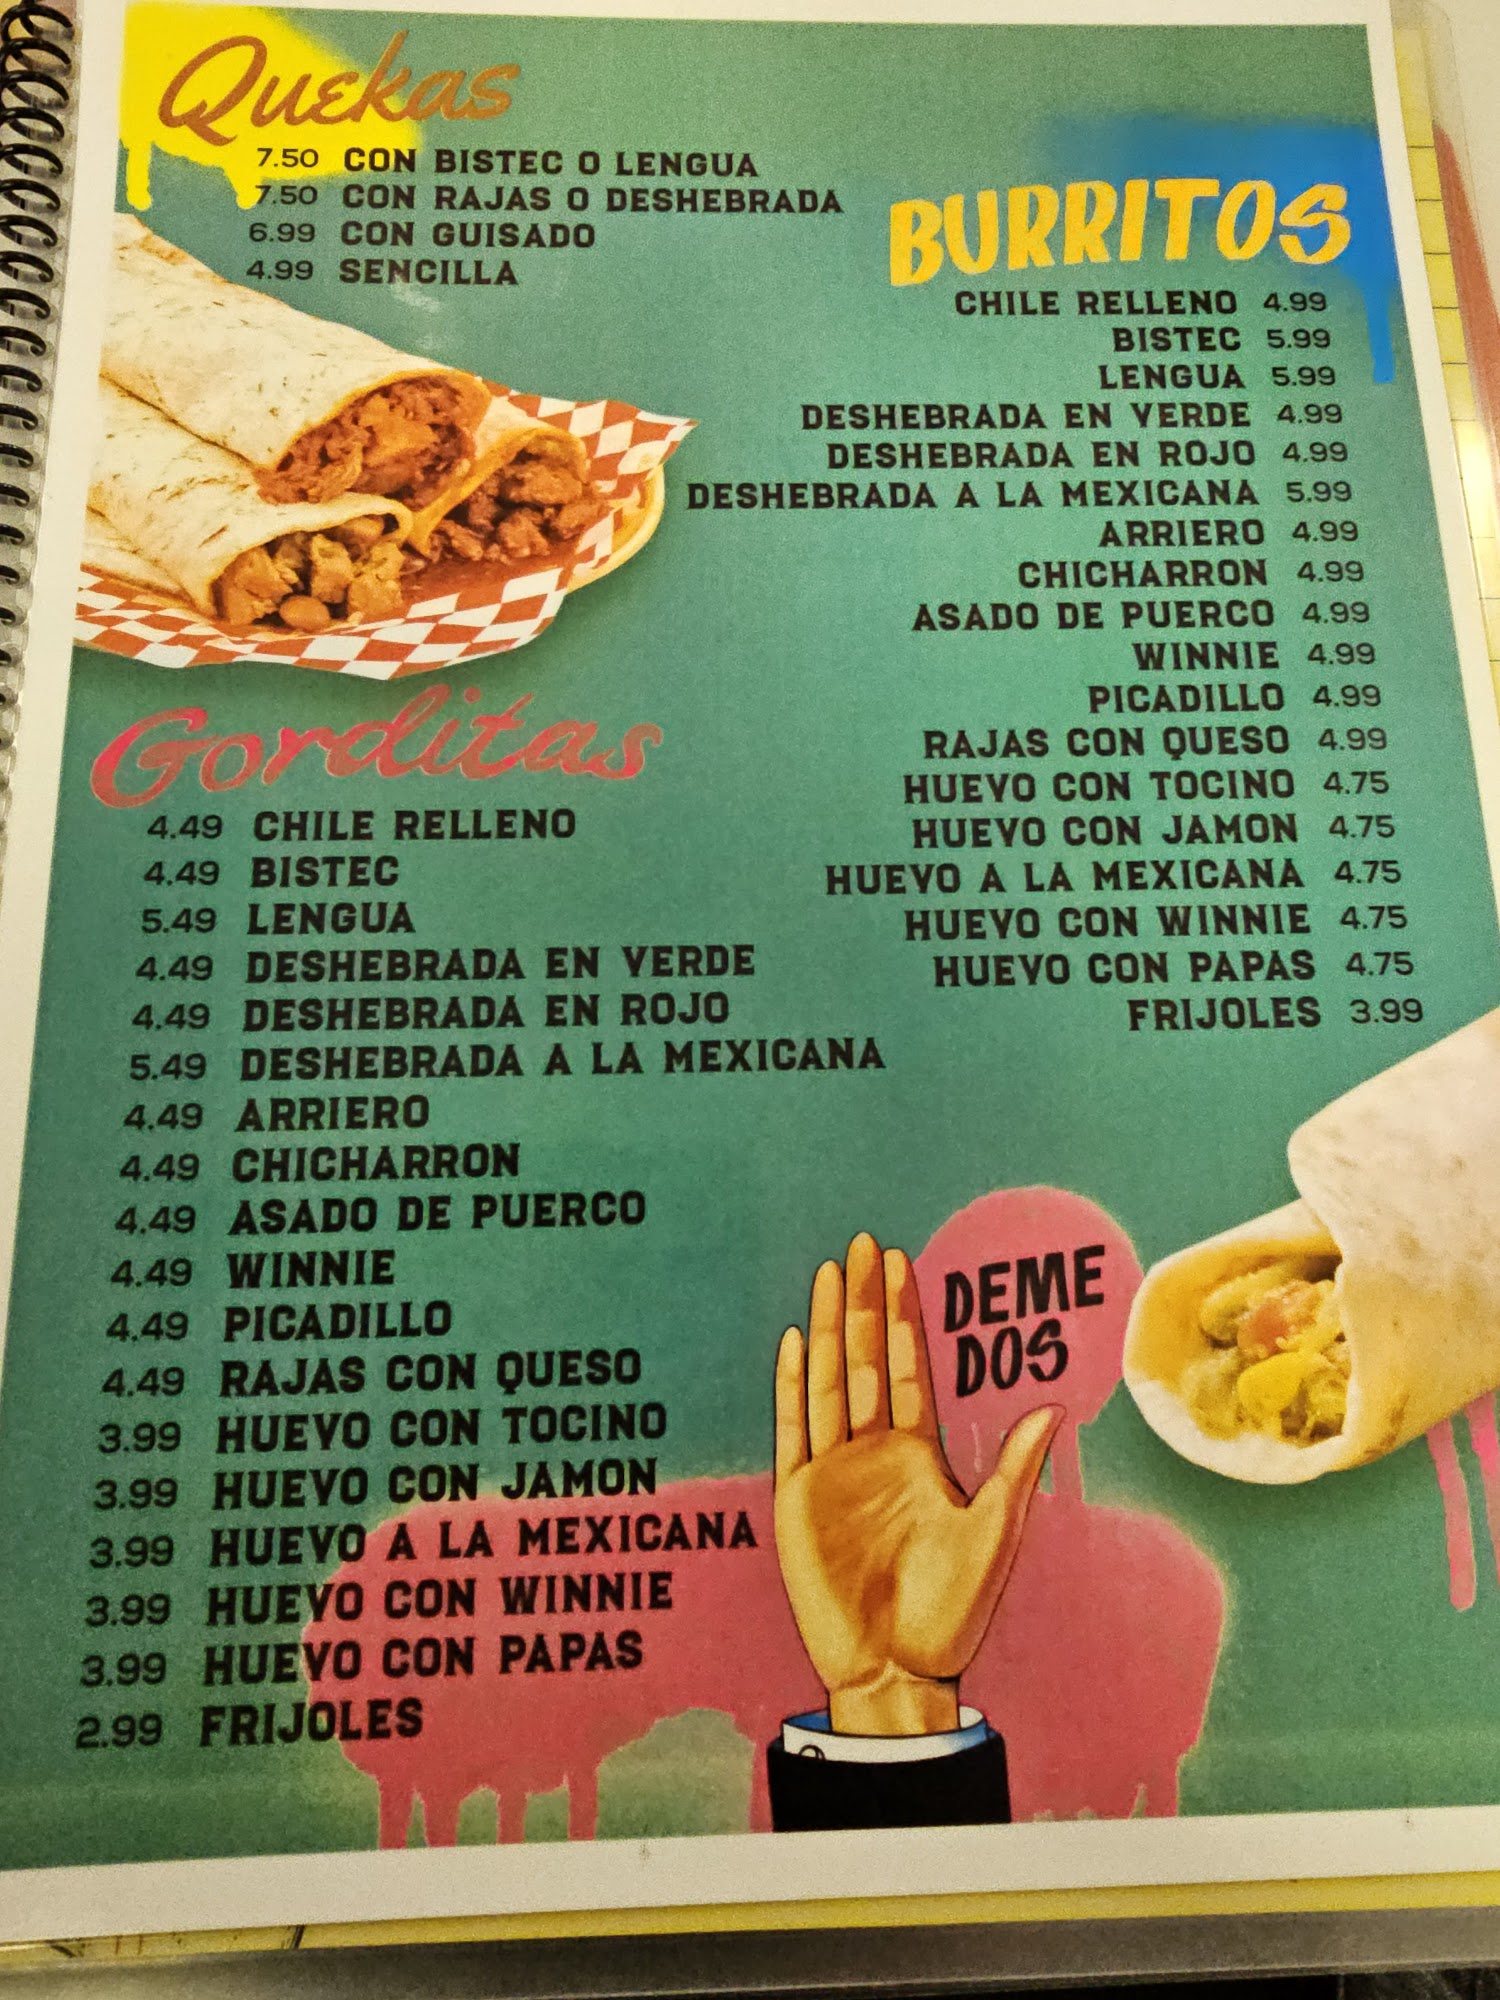 Quekas
7.50 CON BISTEC O LENGUA
7.50 CON RAJAS O DESHEBRADA
6.99 CON GUISADO
4.99 SENCILLA
BURRITOS
CHILE RELLENO 4.99
BISTEC 5.99
LENGUA 5.99
DESHEBRADA EN VERDE 4.99
DESHEBRADA EN ROJO 4.99
DESHEBRADA A LA MEXICANA 5.99
ARRIERO 4.99
CHICHARRON 4.99
ASADO DE PUERCO 4.99
WINNIE 4.99
PICADILLO 4.99
RAJAS CON QUESO 4.99
HUEVO CON TOCINO 4.75
HUEVO CON JAMON 4.75
HUEVO A LA MEXICANA 4.75
HUEVO CON WINNIE 4.75
HUEVO CON PAPAS 4.75
FRIJOLES 3.99
Gorditas
4.49 CHILE RELLENO
4.49 BISTEC
5.49 LENGUA
4.49 DESHEBRADA EN VERDE
4.49 DESHEBRADA EN ROJO
5.49 DESHEBRADA A LA MEXICANA
4.49 ARRIERO
4.49 CHICHARRON
4.49 ASADO DE PUERCO
4.49 WINNIE
4.49 PICADILLO
4.49 RAJAS CON QUESO
3.99 HUEVO CON TOCINO
3.99 HUEVO CON JAMON
3.99 HUEVO A LA MEXICANA
3.99 HUEVO CON WINNIE
3.99 HUEVO CON PAPAS
2.99 FRIJOLES
DEME
DOS